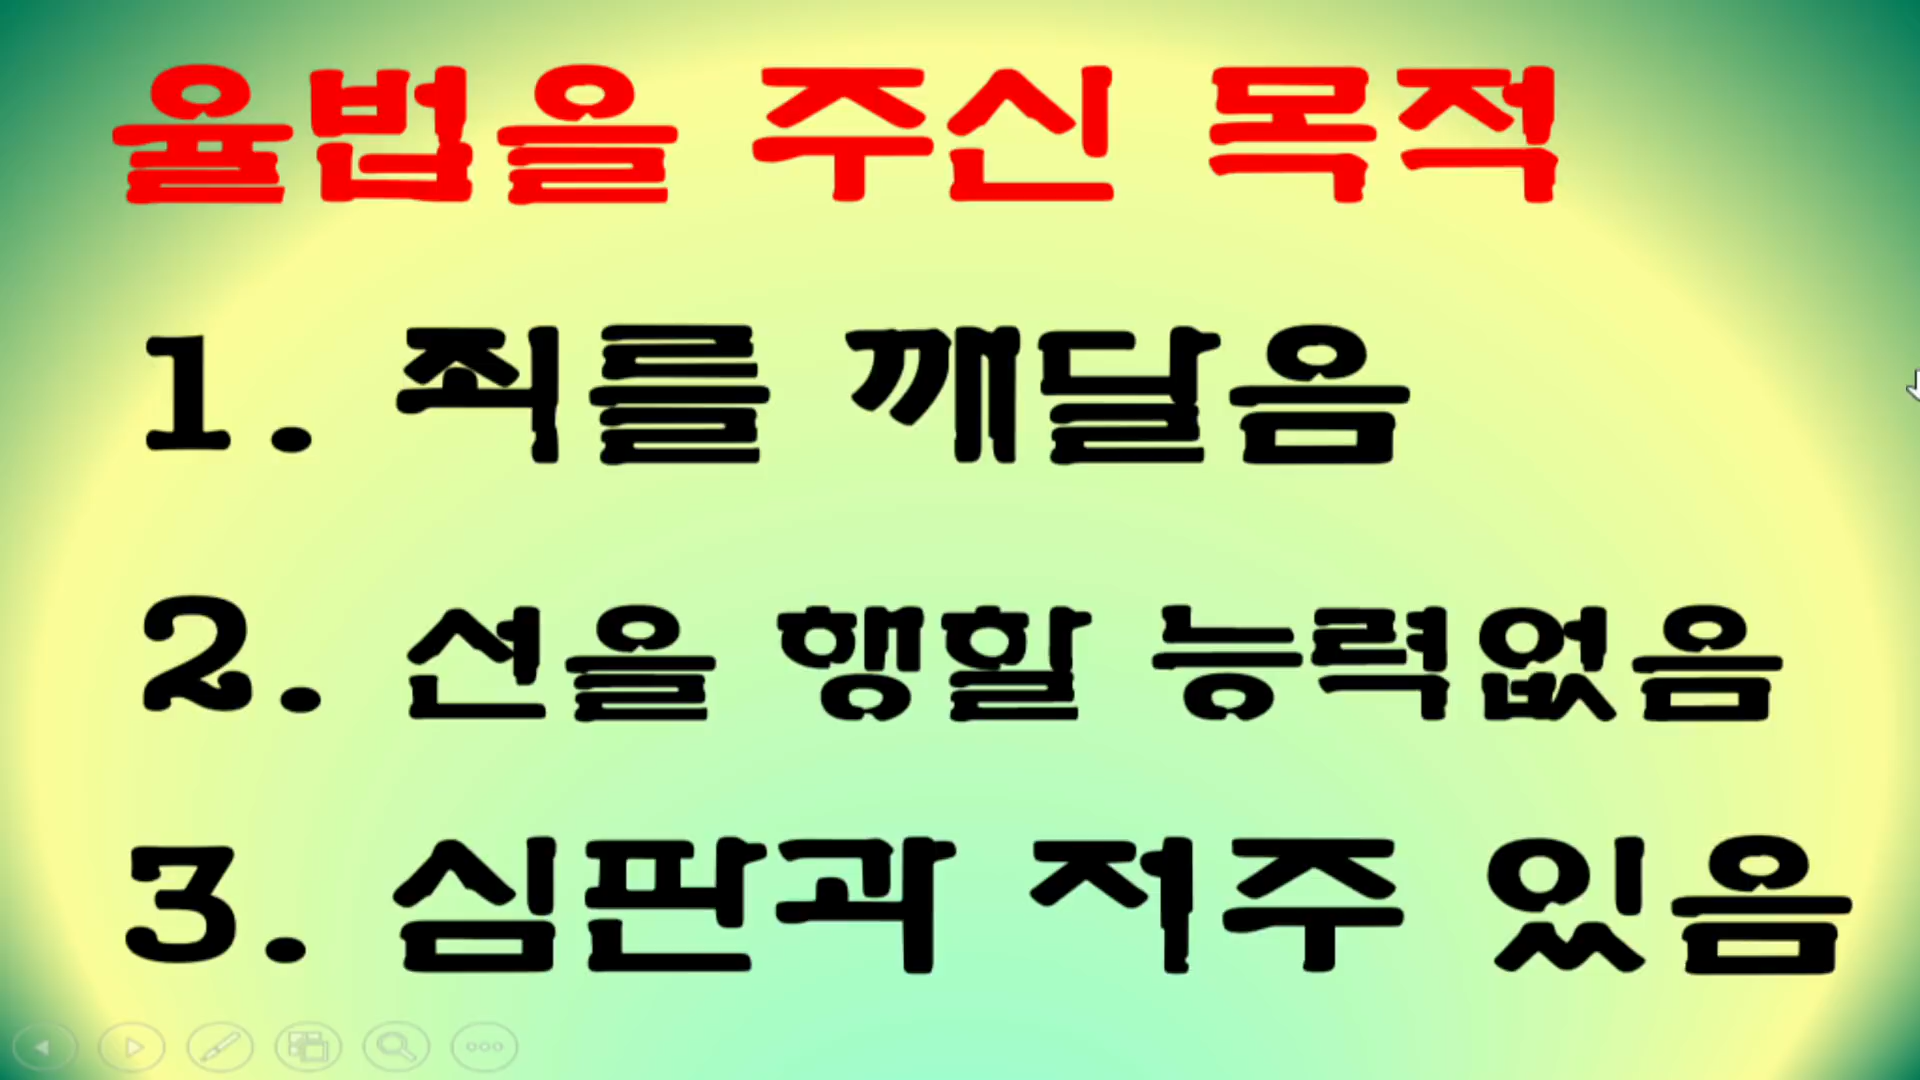 율법을 주신 목적
1. 죄를 깨달음
2. 선을 행할 능력없음
3. 심판과 저주 있음